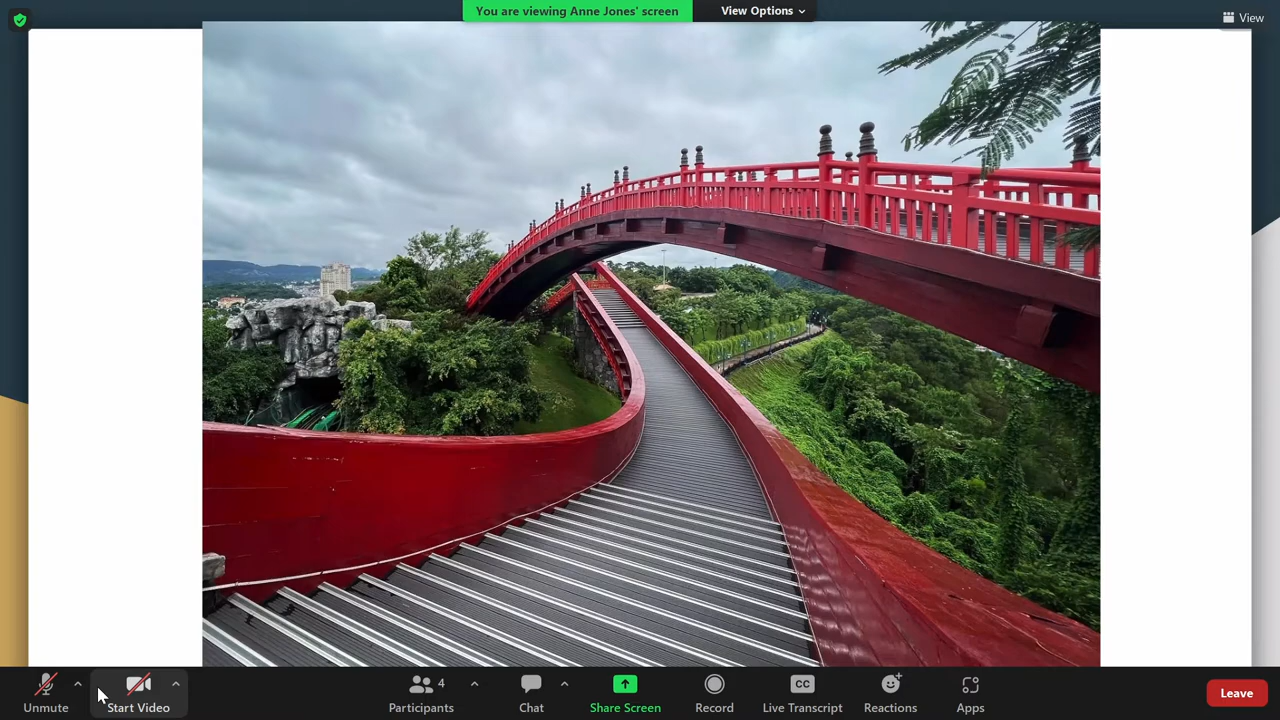 You are viewing Anne Jones' screen
View Options
View
Unmute
Start Video
Participants
4
Chat
Share Screen
Record
CC
Live Transcript
Reactions
Apps
Leave